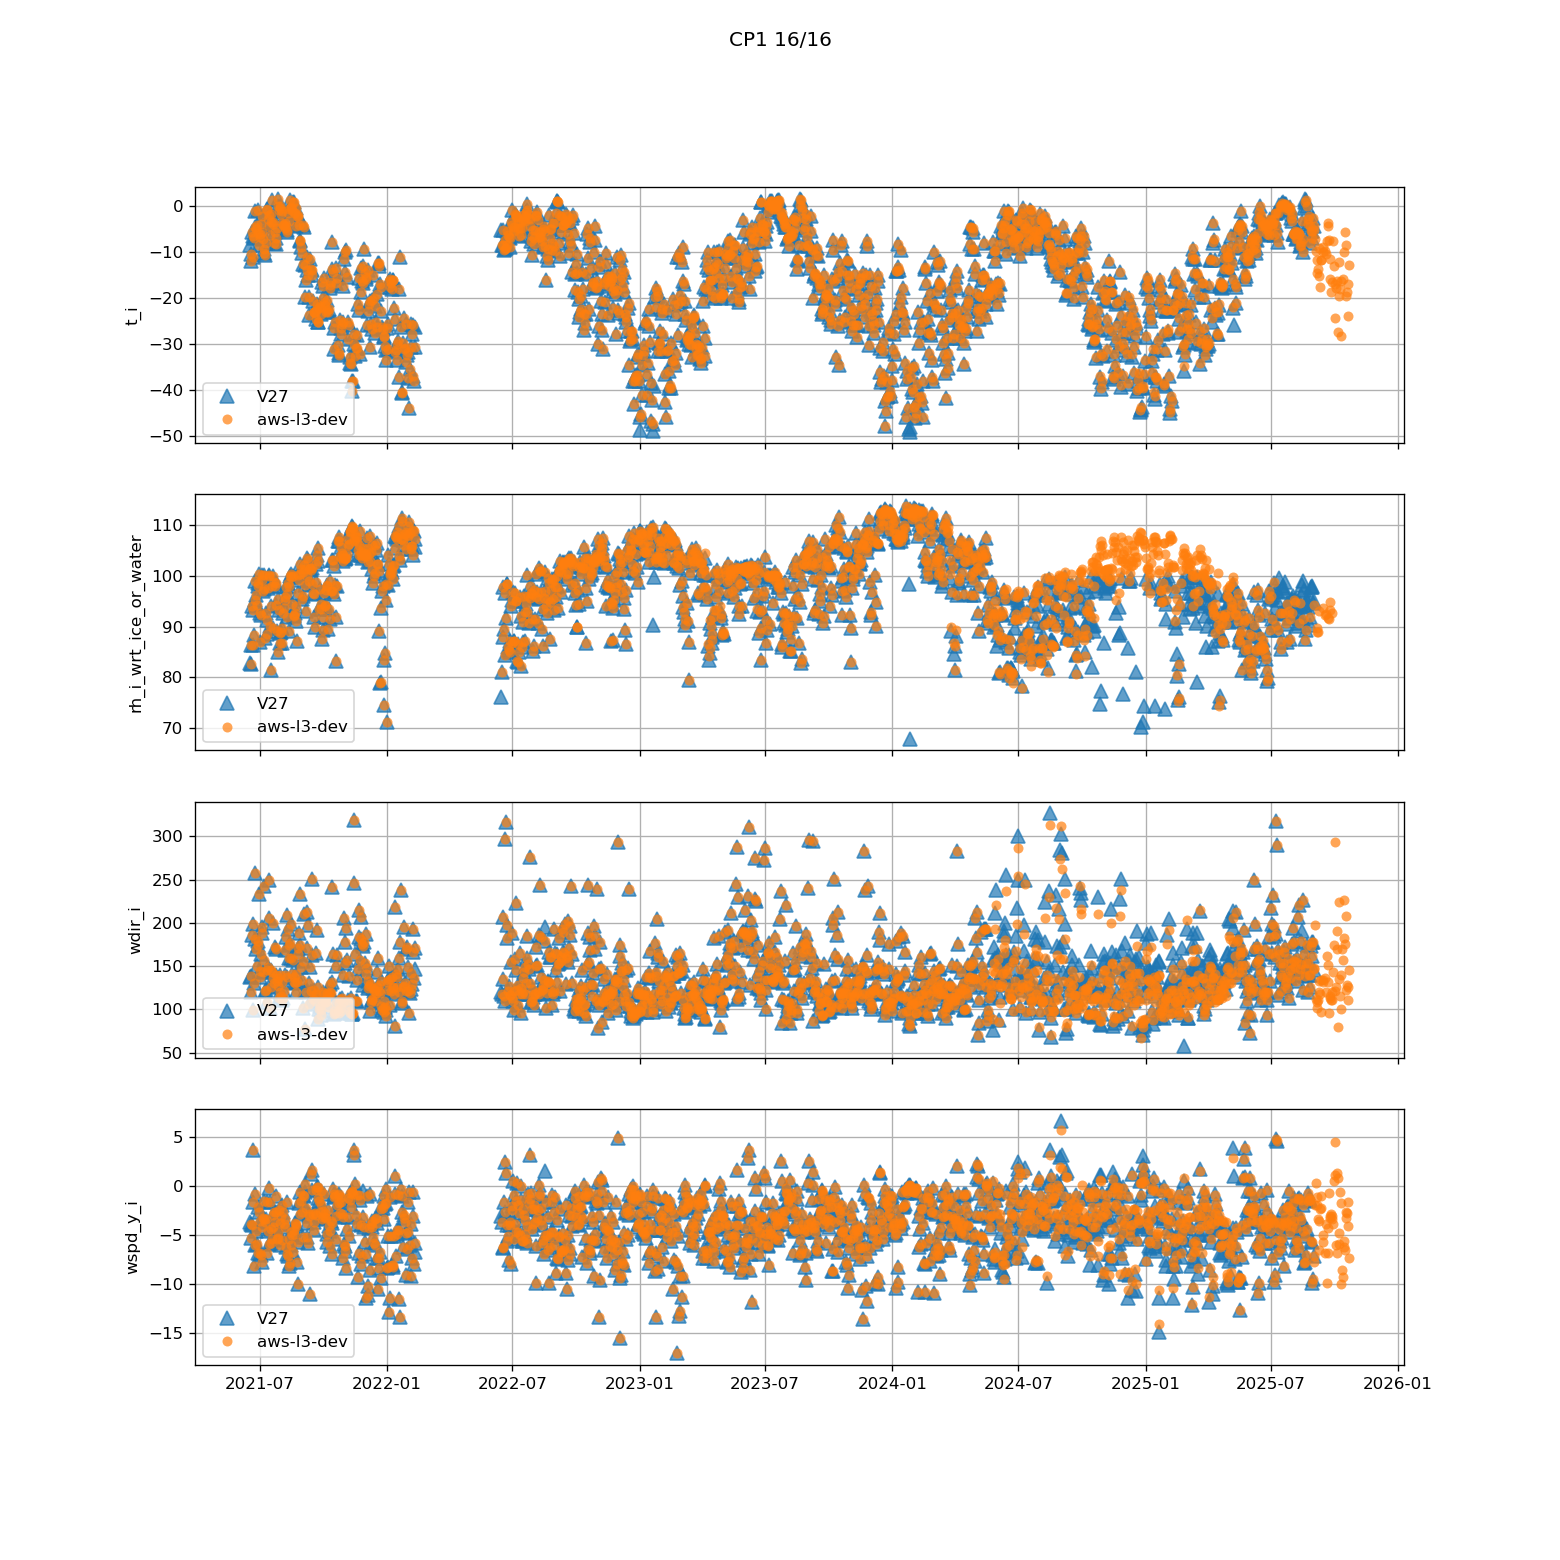 CP1 16/16
0
−10
−20
−30
−40
−50
t_i
V27
aws-l3-dev
110
100
90
80
70
rh_i_wrt_ice_or_water
V27
aws-l3-dev
300
250
200
150
100
50
wdir_i
V27
aws-l3-dev
5
0
−5
−10
−15
wspd_y_i
V27
aws-l3-dev
2021-07 2022-01 2022-07 2023-01 2023-07 2024-01 2024-07 2025-01 2025-07 2026-01